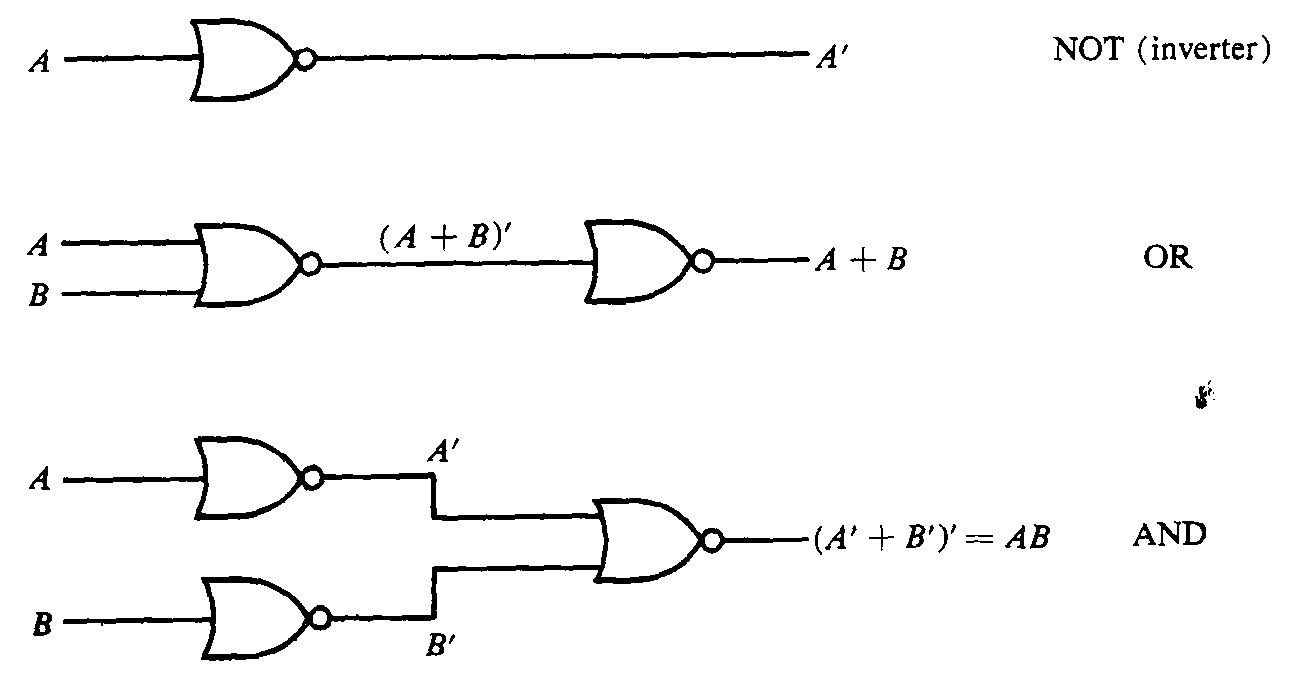 A A′ NOT (inverter)
A (A + B)′ A + B OR
B
A A′
(A′ + B′)′ = AB AND
B B′